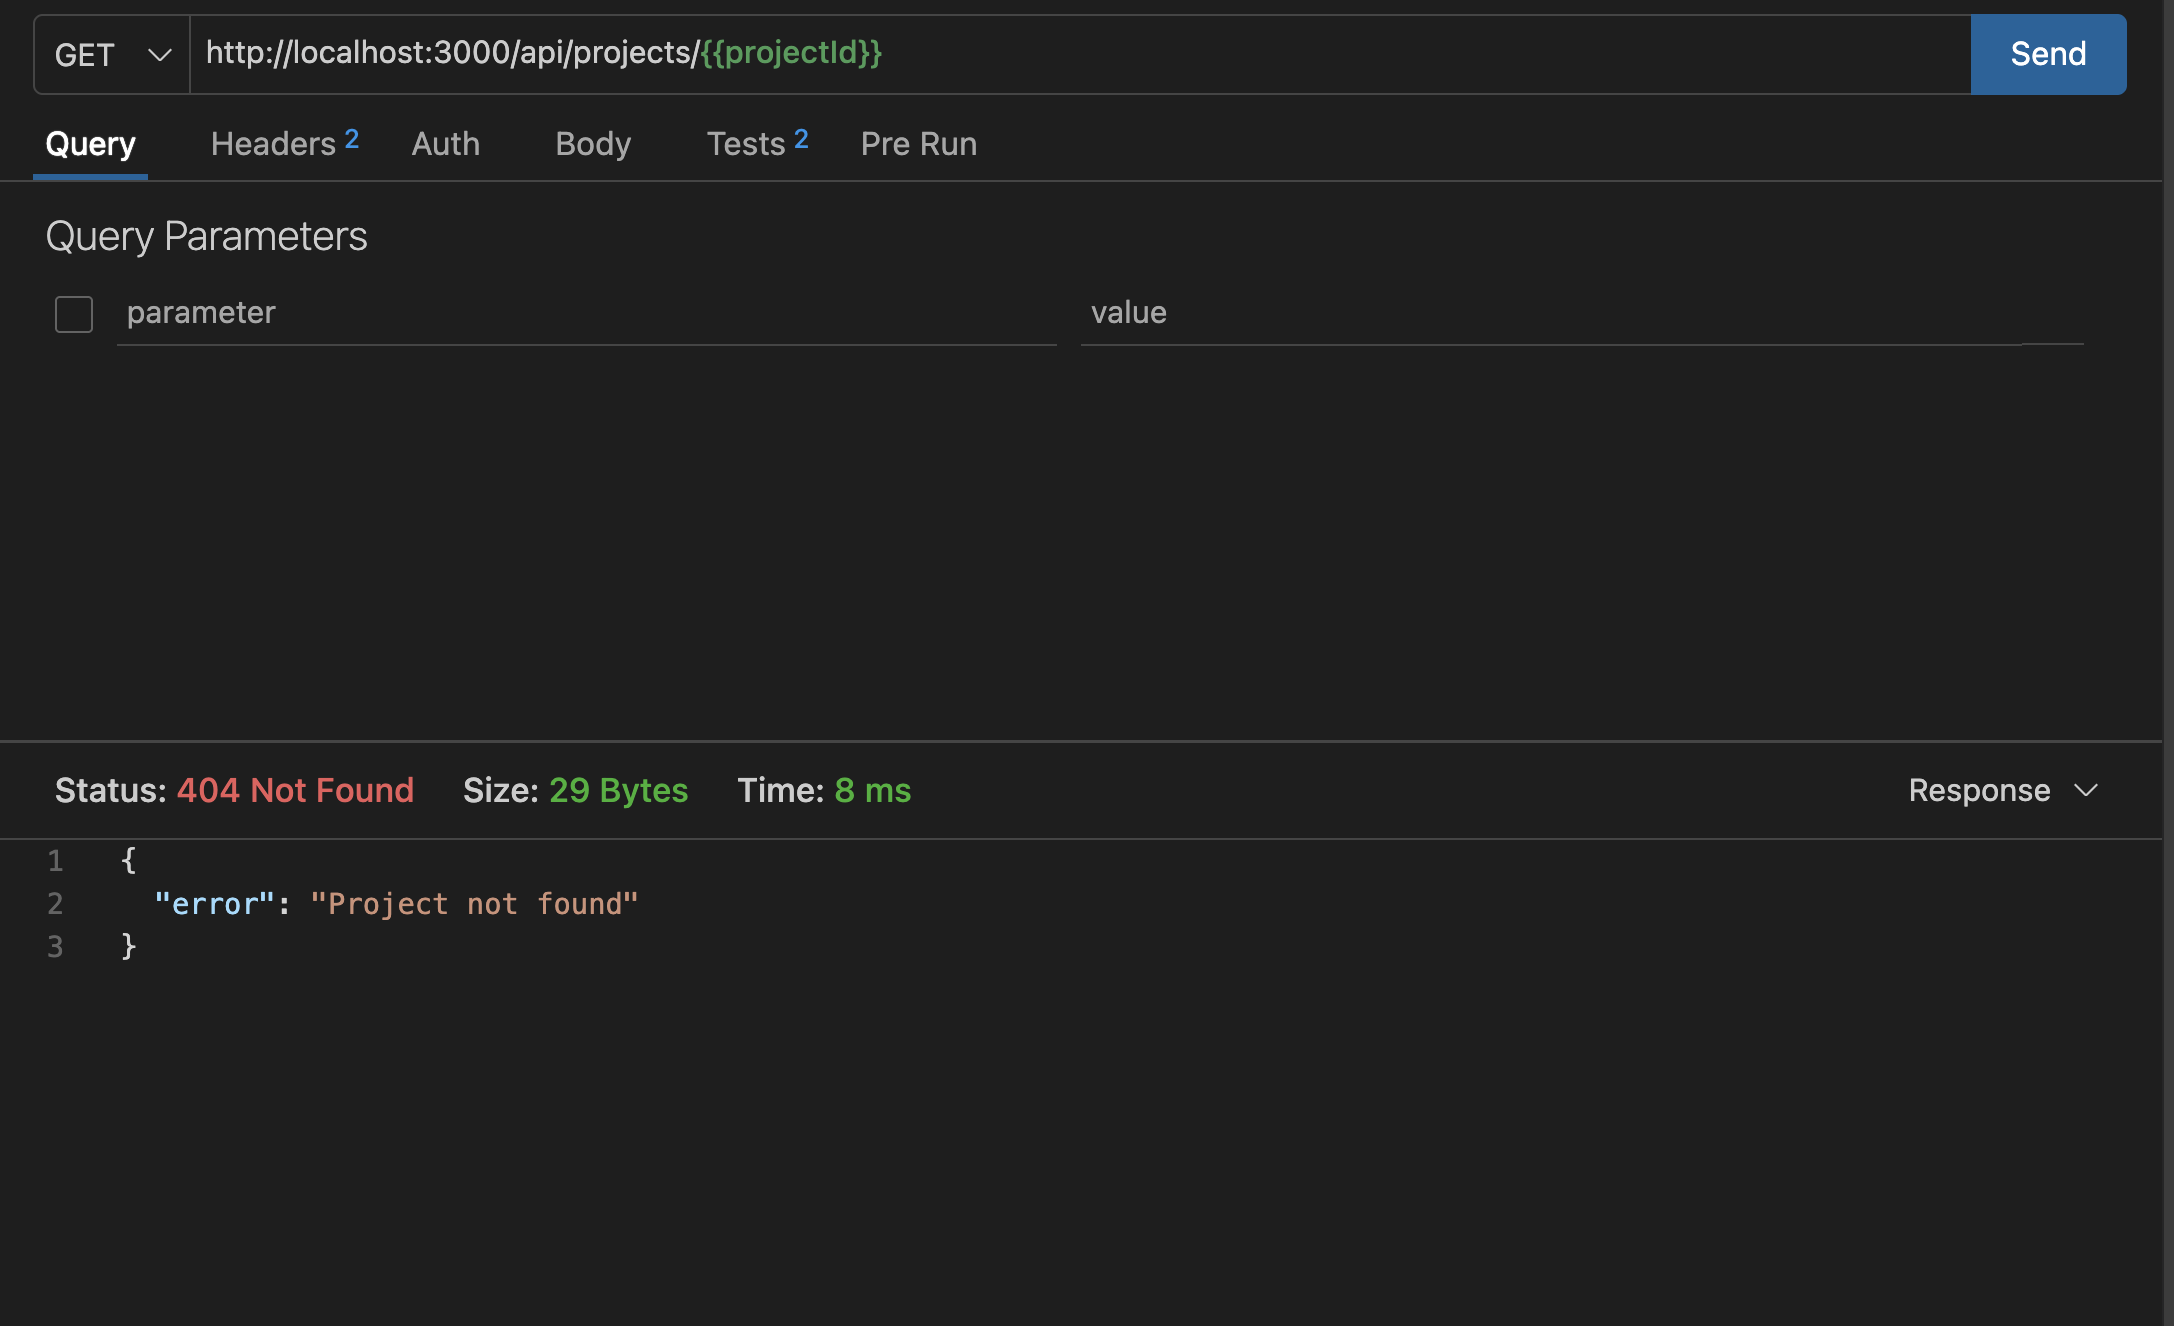 GET http://localhost:3000/api/projects/{{projectId}} Send
Query Headers 2 Auth Body Tests 2 Pre Run
Query Parameters
parameter value
Status: 404 Not Found Size: 29 Bytes Time: 8 ms Response
1 {
2 "error": "Project not found"
3 }